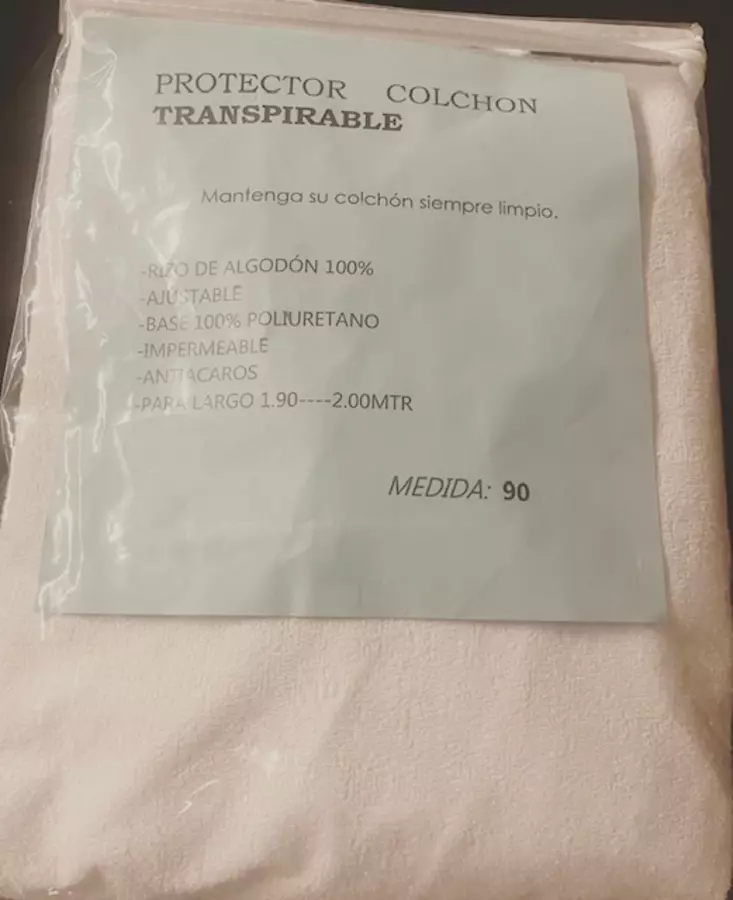 PROTECTOR COLCHON
TRANSPIRABLE
Mantenga su colchón siempre limpio.
-RIZO DE ALGODÓN 100%
-AJUSTABLE
-BASE 100% POLIURETANO
-IMPERMEABLE
-ANTIACAROS
-PARA LARGO 1.90----2.00MTR
MEDIDA: 90